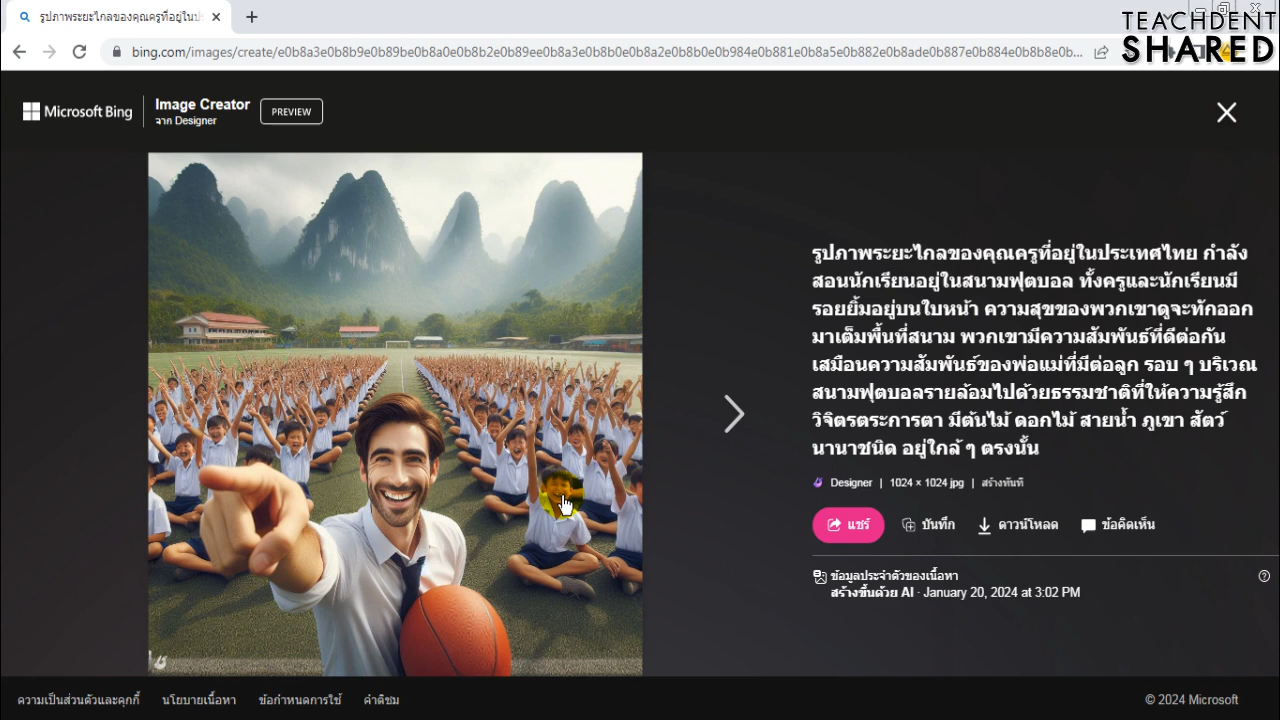 รูปภาพระยะไกลของคุณครูที่อยู่ในป
TEACHDENT
SHARED
bing.com/images/create/e0b8a3e0b8b9e0b89be0b8a0e0b8b2e0b89ee0b8a3e0b8b0e0b8a2e0b8b0e0b984e0b881e0b8a5e0b882e0b8ade0b887e0b884e0b8b8e0b...
Microsoft Bing
Image Creator
จาก Designer
PREVIEW
รูปภาพระยะไกลของคุณครูที่อยู่ในประเทศไทย กำลัง
สอนนักเรียนอยู่ในสนามฟุตบอล ทั้งครูและนักเรียนมี
รอยยิ้มอยู่บนใบหน้า ความสุขของพวกเขาดูจะทักออก
มาเต็มพื้นที่สนาม พวกเขามีความสัมพันธ์ที่ดีต่อกัน
เสมือนความสัมพันธ์ของพ่อแม่ที่มีต่อลูก รอบ ๆ บริเวณ
สนามฟุตบอลรายล้อมไปด้วยธรรมชาติที่ให้ความรู้สึก
วิจิตรตระการตา มีต้นไม้ ดอกไม้ สายน้ำ ภูเขา สัตว์
นานาชนิด อยู่ใกล้ ๆ ตรงนั้น
Designer | 1024 × 1024 jpg | สร้างทันที
แชร์ บันทึก ดาวน์โหลด ข้อคิดเห็น
ข้อมูลประจำตัวของเนื้อหา
สร้างขึ้นด้วย AI · January 20, 2024 at 3:02 PM
ความเป็นส่วนตัวและคุกกี้ นโยบายเนื้อหา ข้อกำหนดการใช้ คำติชม © 2024 Microsoft